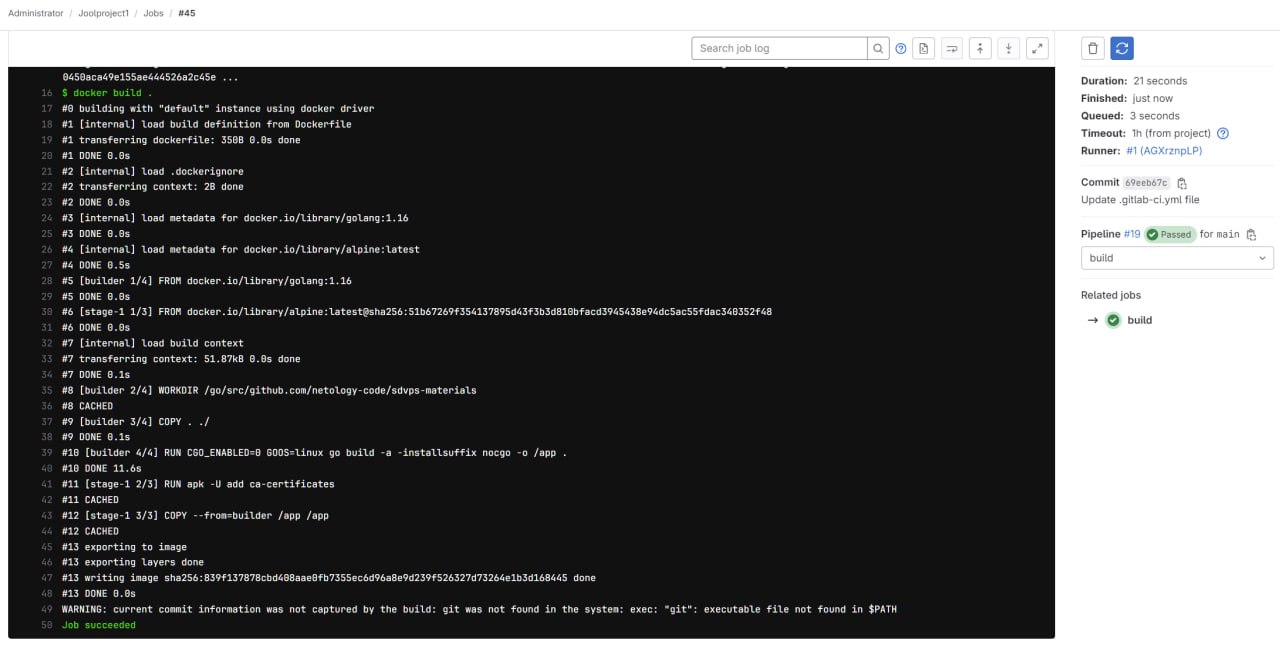 Administrator / Joolproject1 / Jobs / #45
Search job log
0450aca49e155ae444526a2c45e ...
16 $ docker build .
17 #0 building with "default" instance using docker driver
18 #1 [internal] load build definition from Dockerfile
19 #1 transferring dockerfile: 350B 0.0s done
20 #1 DONE 0.0s
21 #2 [internal] load .dockerignore
22 #2 transferring context: 2B done
23 #2 DONE 0.0s
24 #3 [internal] load metadata for docker.io/library/golang:1.16
25 #3 DONE 0.0s
26 #4 [internal] load metadata for docker.io/library/alpine:latest
27 #4 DONE 0.5s
28 #5 [builder 1/4] FROM docker.io/library/golang:1.16
29 #5 DONE 0.0s
30 #6 [stage-1 1/3] FROM docker.io/library/alpine:latest@sha256:51b67269f354137895d43f3b3d810bfacd3945438e94dc5ac55fdac340352f48
31 #6 DONE 0.0s
32 #7 [internal] load build context
33 #7 transferring context: 51.87kB 0.0s done
34 #7 DONE 0.1s
35 #8 [builder 2/4] WORKDIR /go/src/github.com/netology-code/sdvps-materials
36 #8 CACHED
37 #9 [builder 3/4] COPY . ./
38 #9 DONE 0.1s
39 #10 [builder 4/4] RUN CGO_ENABLED=0 GOOS=linux go build -a -installsuffix nocgo -o /app .
40 #10 DONE 11.6s
41 #11 [stage-1 2/3] RUN apk -U add ca-certificates
42 #11 CACHED
43 #12 [stage-1 3/3] COPY --from=builder /app /app
44 #12 CACHED
45 #13 exporting to image
46 #13 exporting layers done
47 #13 writing image sha256:839f137878cbd408aae0fb7355ec6d96a8e9d239f526327d73264e1b3d168445 done
48 #13 DONE 0.0s
49 WARNING: current commit information was not captured by the build: git was not found in the system: exec: "git": executable file not found in $PATH
50 Job succeeded
Duration: 21 seconds
Finished: just now
Queued: 3 seconds
Timeout: 1h (from project)
Runner: #1 (AGXrznpLP)
Commit 69eeb67c
Update .gitlab-ci.yml file
Pipeline #19 Passed for main
build
Related jobs
→ build